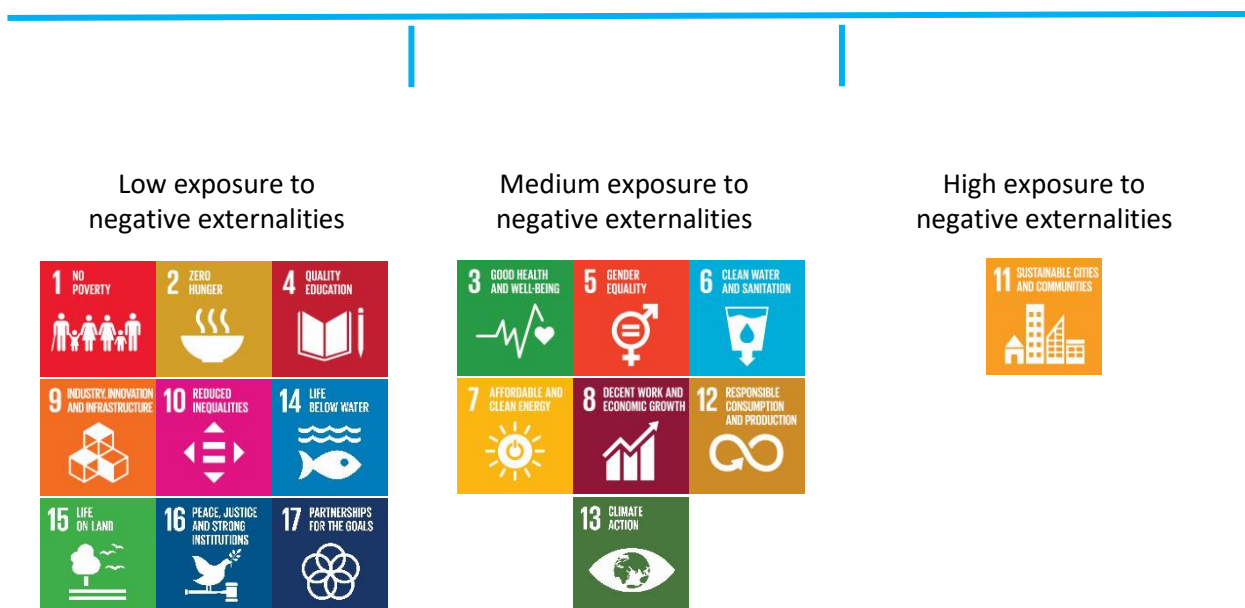 Low exposure to
negative externalities
1 NO
POVERTY
2 ZERO
HUNGER
4 QUALITY
EDUCATION
9 INDUSTRY, INNOVATION
AND INFRASTRUCTURE
10 REDUCED
INEQUALITIES
14 LIFE
BELOW WATER
15 LIFE
ON LAND
16 PEACE, JUSTICE
AND STRONG
INSTITUTIONS
17 PARTNERSHIPS
FOR THE GOALS
Medium exposure to
negative externalities
3 GOOD HEALTH
AND WELL-BEING
5 GENDER
EQUALITY
6 CLEAN WATER
AND SANITATION
7 AFFORDABLE AND
CLEAN ENERGY
8 DECENT WORK AND
ECONOMIC GROWTH
12 RESPONSIBLE
CONSUMPTION
AND PRODUCTION
13 CLIMATE
ACTION
High exposure to
negative externalities
11 SUSTAINABLE CITIES
AND COMMUNITIES